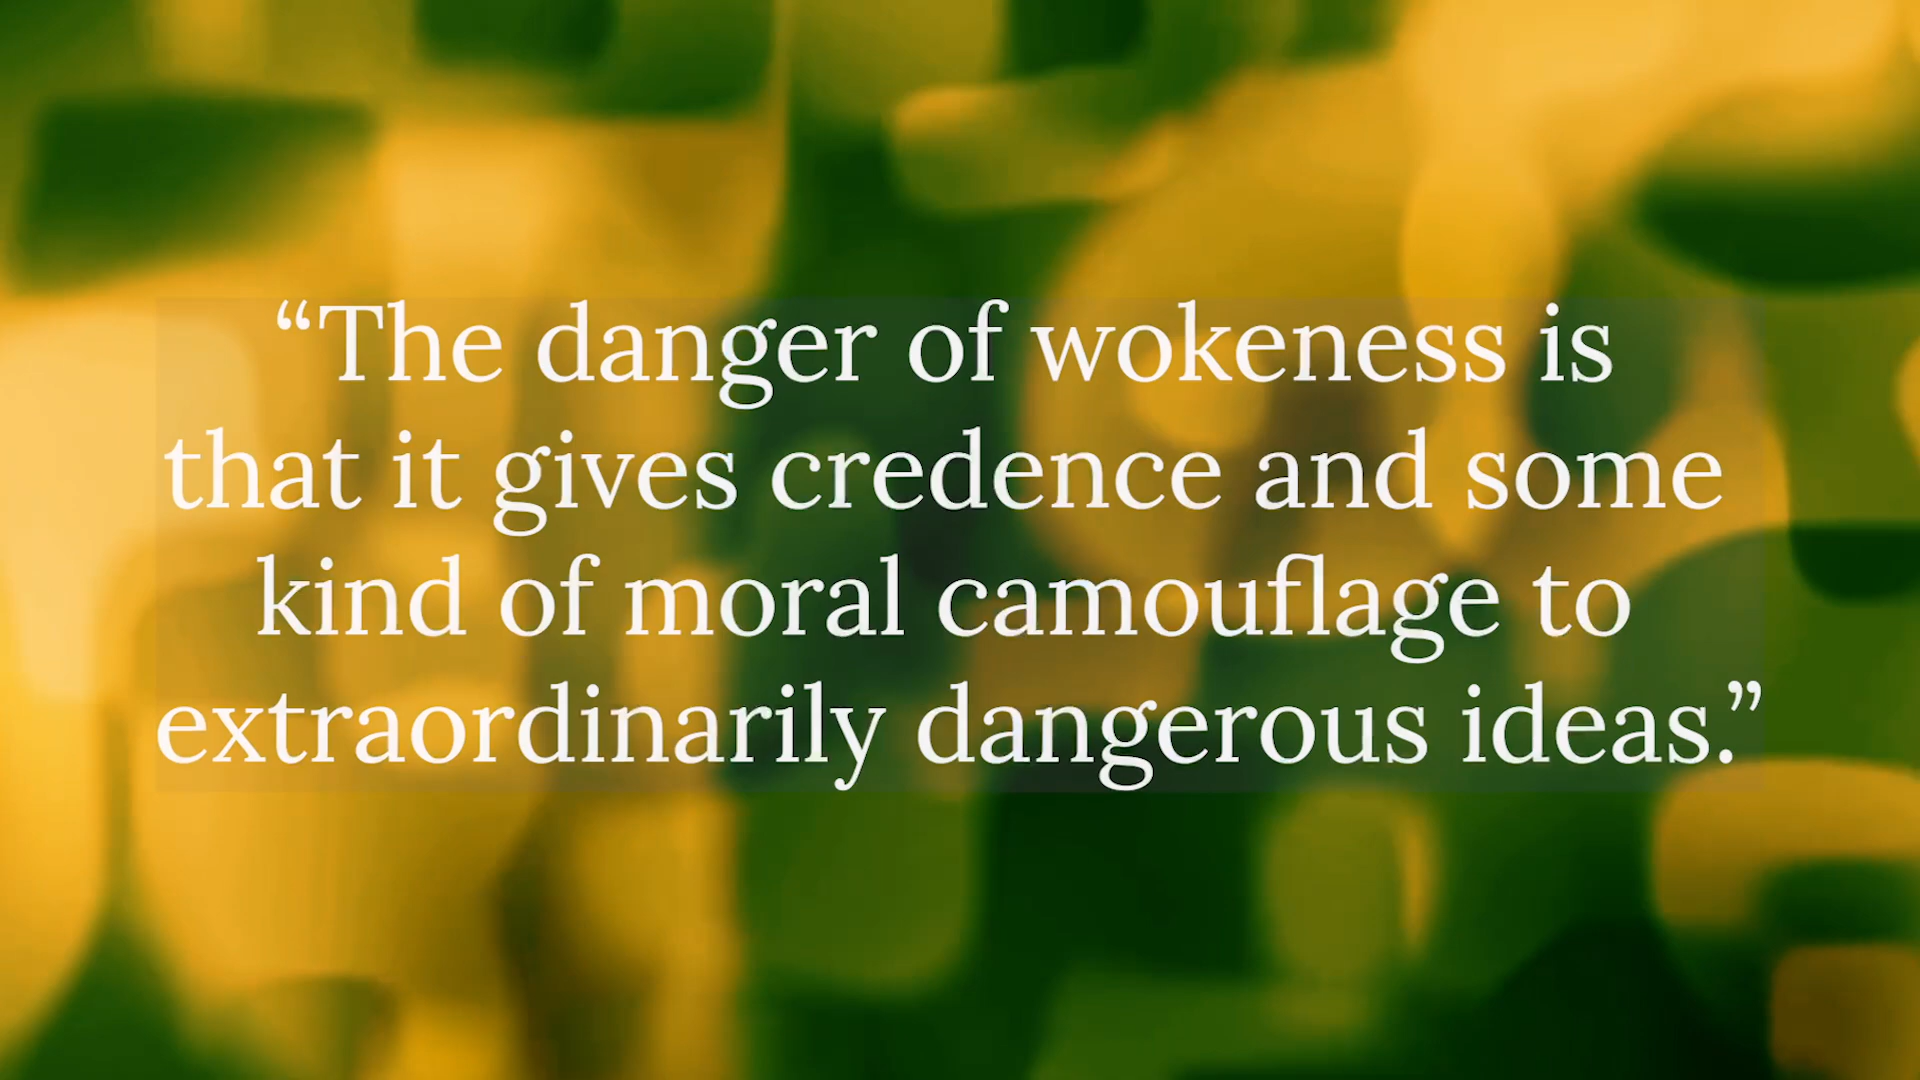 “The danger of wokeness is
that it gives credence and some
kind of moral camouflage to
extraordinarily dangerous ideas.”